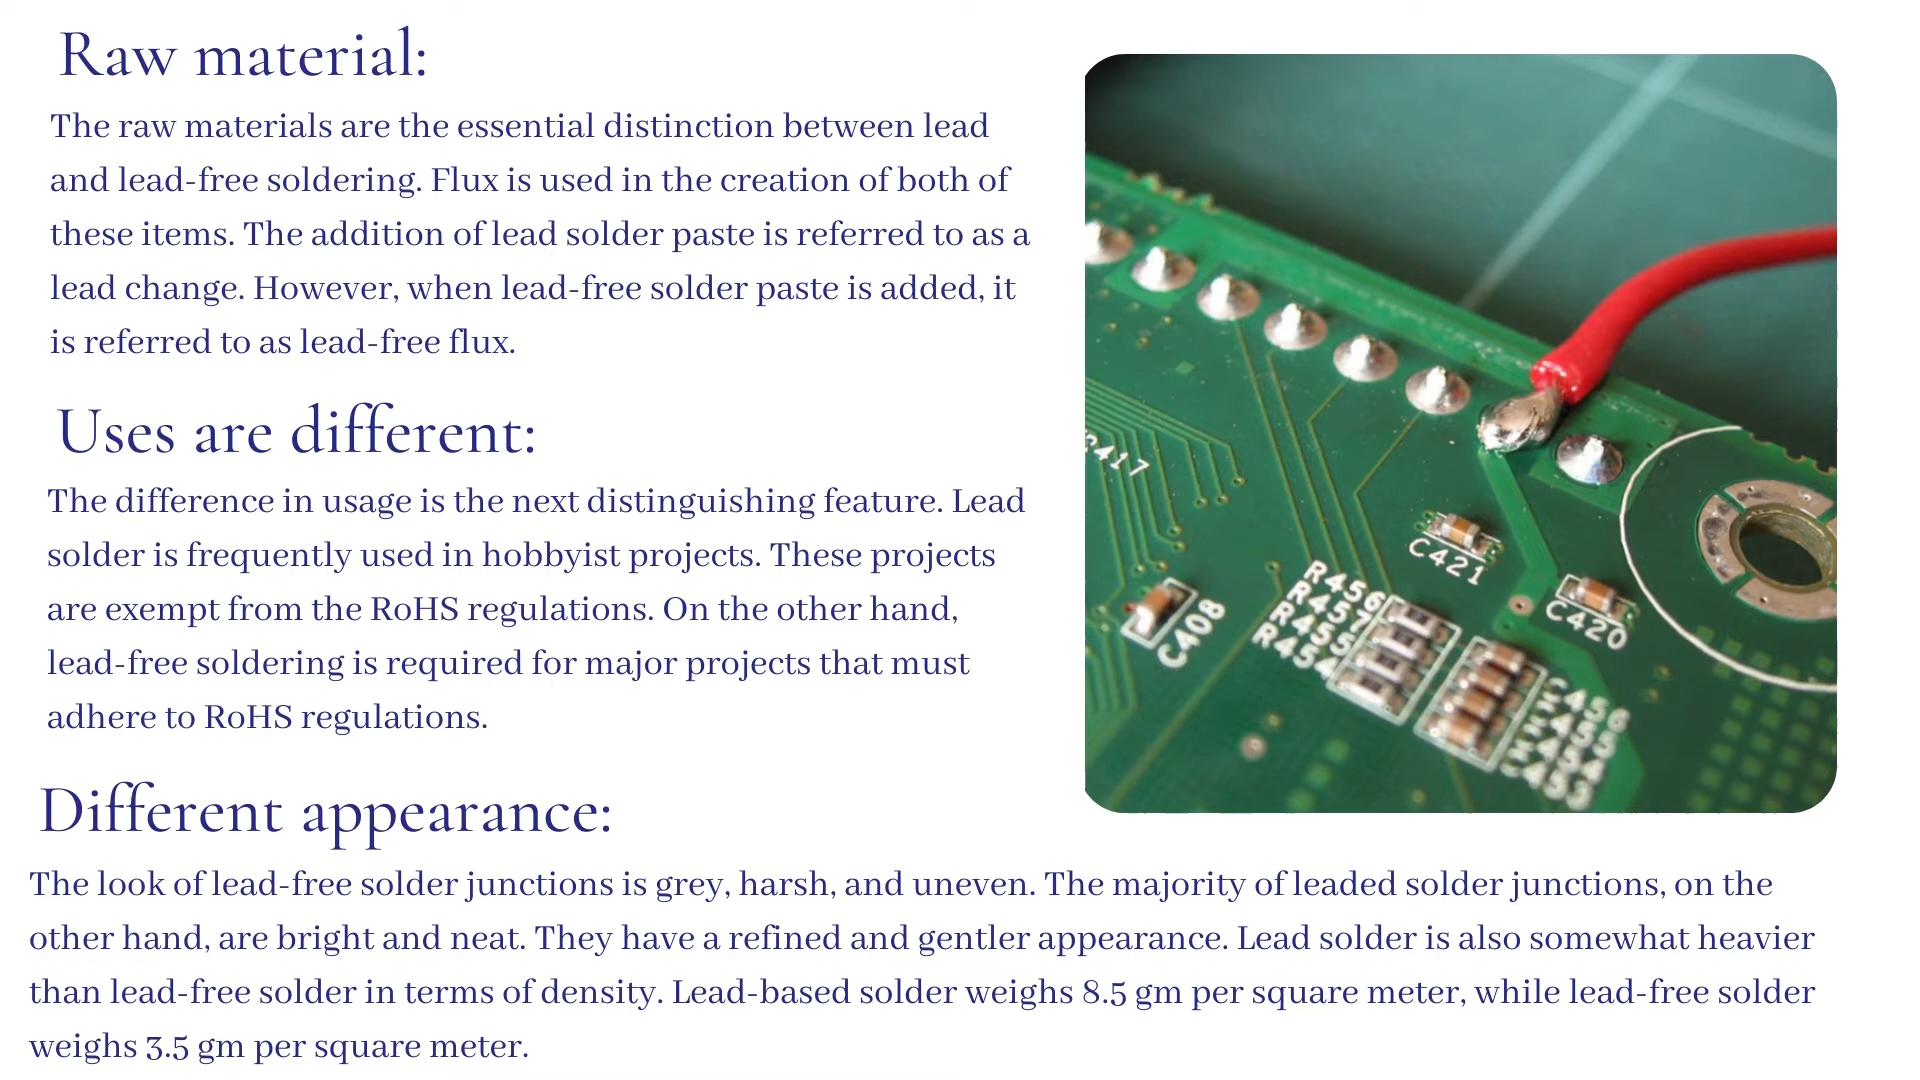 Raw material:
The raw materials are the essential distinction between lead
and lead-free soldering. Flux is used in the creation of both of
these items. The addition of lead solder paste is referred to as a
lead change. However, when lead-free solder paste is added, it
is referred to as lead-free flux.
Uses are different:
The difference in usage is the next distinguishing feature. Lead
solder is frequently used in hobbyist projects. These projects
are exempt from the RoHS regulations. On the other hand,
lead-free soldering is required for major projects that must
adhere to RoHS regulations.
C417
C421
C420
C408
R456
R457
R455
R454
C456
C455
C454
C453
Different appearance:
The look of lead-free solder junctions is grey, harsh, and uneven. The majority of leaded solder junctions, on the
other hand, are bright and neat. They have a refined and gentler appearance. Lead solder is also somewhat heavier
than lead-free solder in terms of density. Lead-based solder weighs 8.5 gm per square meter, while lead-free solder
weighs 3.5 gm per square meter.